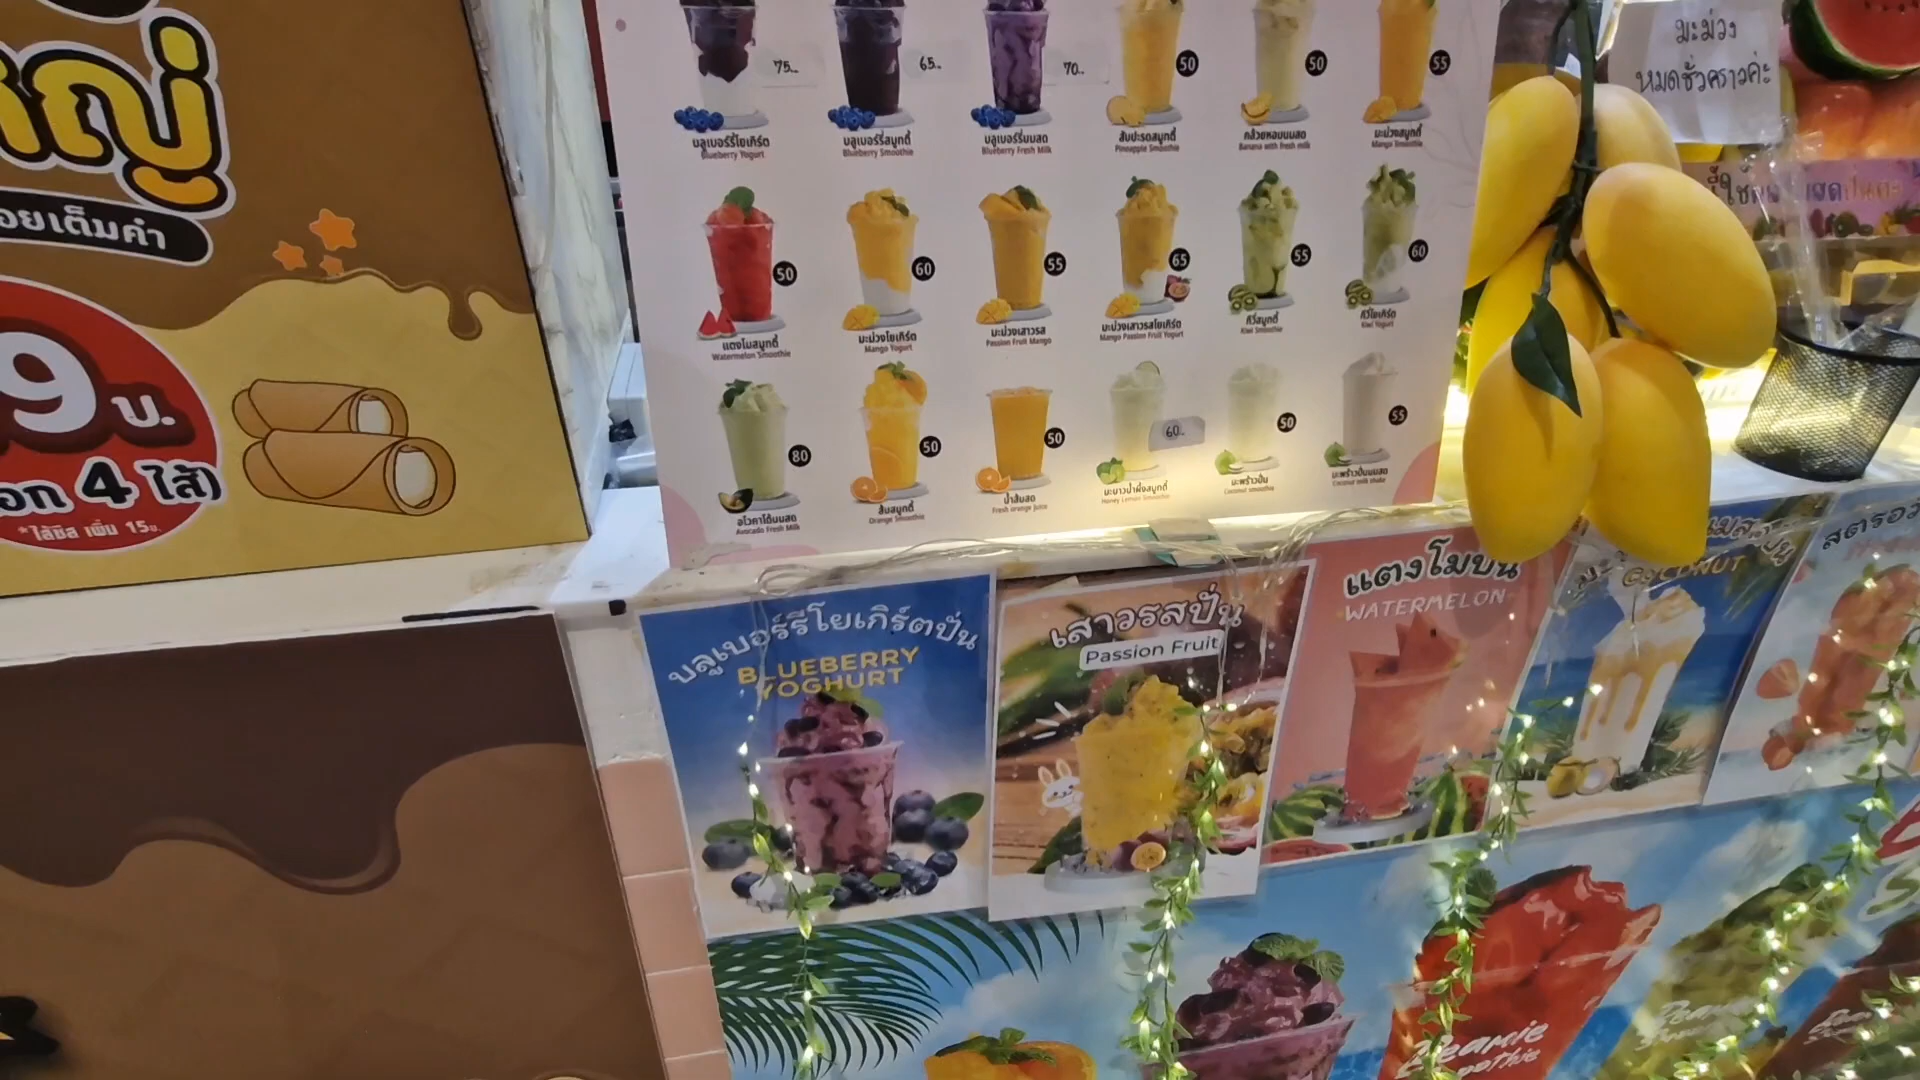 หญ่
อยเต็มคำ
9 บ.
อก 4 ไส้)
*ไส้ชีส เพิ่ม 15บ.
75.-
65.-
70.-
50
50
55
บลูเบอร์รี่โยเกิร์ต
Blueberry Yogurt
บลูเบอร์รี่สมูทตี้
Blueberry Smoothie
บลูเบอร์รี่นมสด
Blueberry Fresh Milk
สับปะรดสมูทตี้
Pineapple Smoothie
กล้วยหอมนมสด
Banana with fresh milk
มะม่วงสมูทตี้
Mango Smoothie
50
60
55
65
55
60
แตงโมสมูทตี้
Watermelon Smoothie
มะม่วงโยเกิร์ต
Mango Yogurt
มะม่วงเสาวรส
Passion Fruit Mango
มะม่วงเสาวรสโยเกิร์ต
Mango Passion Fruit Yogurt
กีวี่สมูทตี้
Kiwi Smoothie
กีวี่โยเกิร์ต
Kiwi Yogurt
80
50
50
60.-
50
55
อโวคาโด้นมสด
Avocado Fresh Milk
ส้มสมูทตี้
Orange Smoothie
น้ำส้มสด
Fresh orange juice
มะนาวน้ำผึ้งสมูทตี้
Honey Lemon Smoothie
มะพร้าวปั่น
Coconut smoothie
มะพร้าวปั่นนมสด
Coconut milk shake
มะม่วง
หมดชั่วคราวค่ะ
บลูเบอร์รี่โยเกิร์ตปั่น
BLUEBERRY
YOGHURT
เสาวรสปั่น
Passion Fruit
แตงโมปั่น
WATERMELON
COCONUT
สตรอว
Reamie